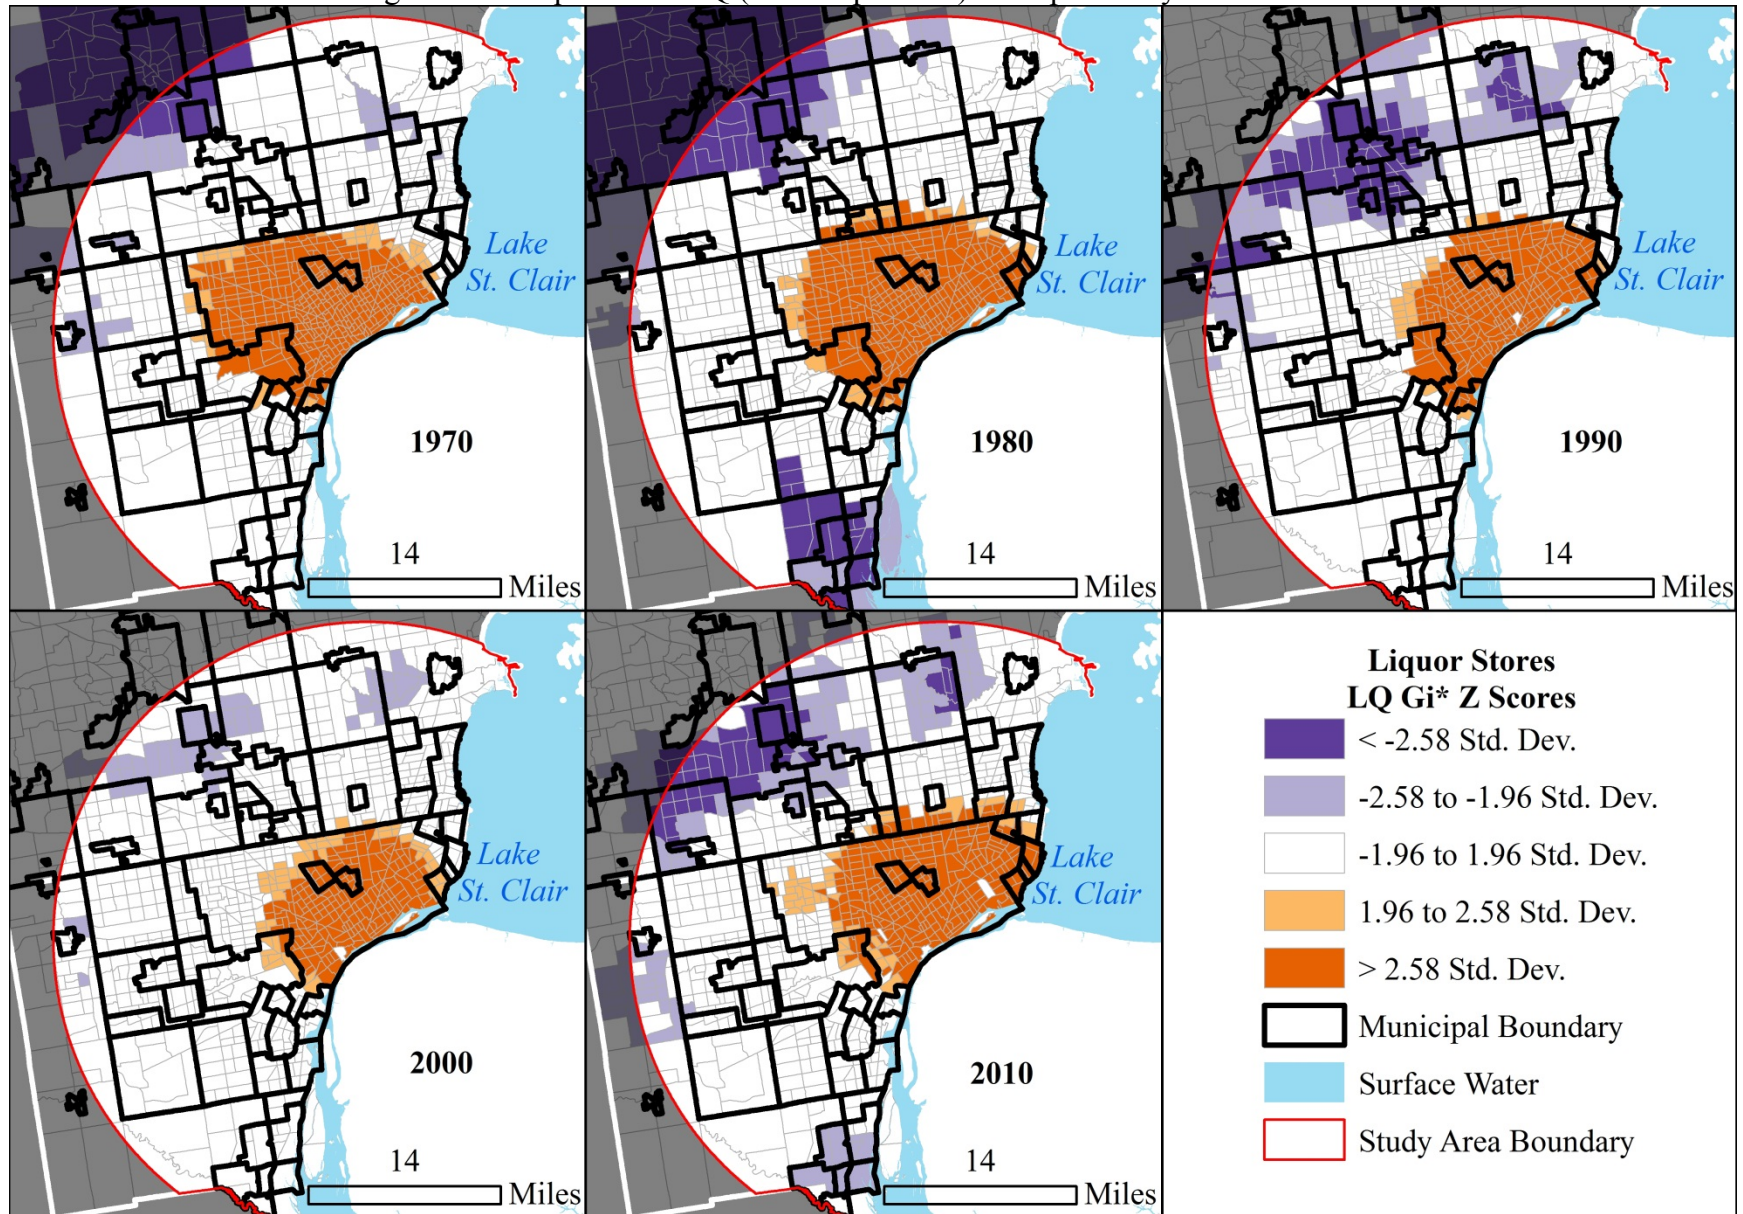 Lake
St. Clair
1970
14
Miles
Lake
St. Clair
1980
14
Miles
Lake
St. Clair
1990
14
Miles
Lake
St. Clair
2000
14
Miles
Lake
St. Clair
2010
14
Miles
Liquor Stores
LQ Gi* Z Scores
< -2.58 Std. Dev.
-2.58 to -1.96 Std. Dev.
-1.96 to 1.96 Std. Dev.
1.96 to 2.58 Std. Dev.
> 2.58 Std. Dev.
Municipal Boundary
Surface Water
Study Area Boundary